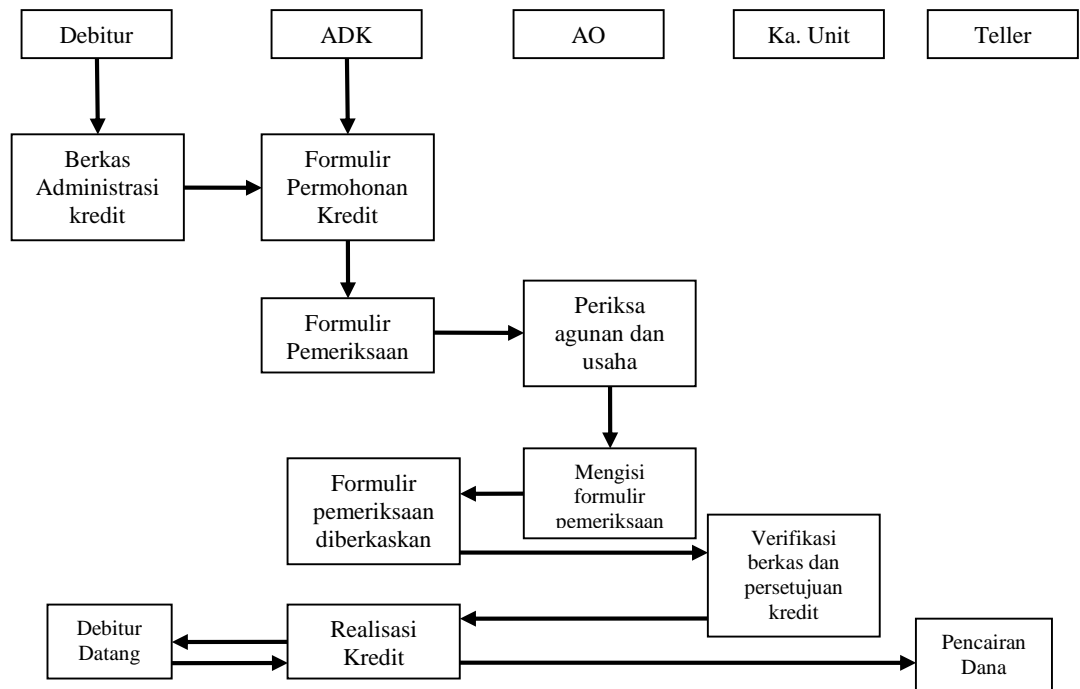 Debitur
ADK
AO
Ka. Unit
Teller
Berkas
Administrasi
kredit
Formulir
Permohonan
Kredit
Formulir
Pemeriksaan
Periksa
agunan dan
usaha
Mengisi
formulir
pemeriksaan
Formulir
pemeriksaan
diberkaskan
Verifikasi
berkas dan
persetujuan
kredit
Debitur
Datang
Realisasi
Kredit
Pencairan
Dana